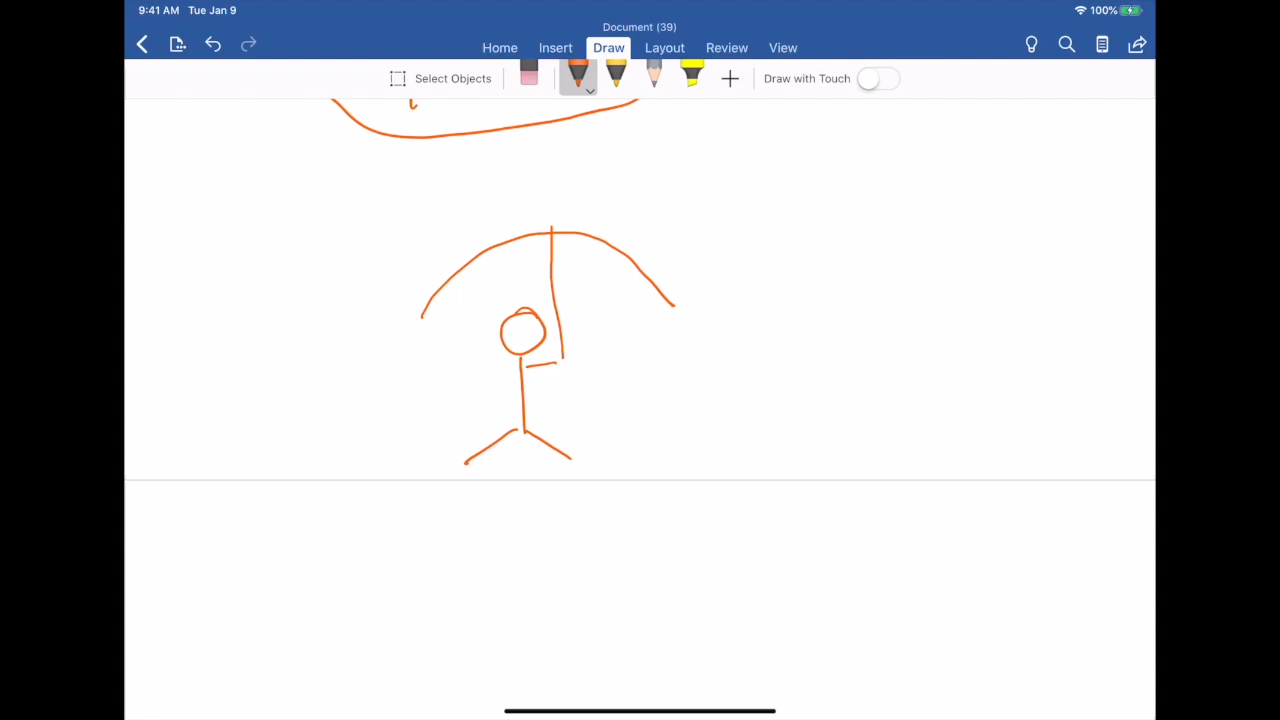 9:41 AM Tue Jan 9
100%
Document (39)
Home Insert Draw Layout Review View
Select Objects
Draw with Touch